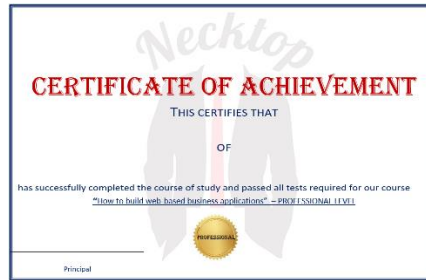 Necktop
CERTIFICATE OF ACHIEVEMENT
THIS CERTIFIES THAT
OF
has successfully completed the course of study and passed all tests required for our course
"How to build web based business applications". – PROFESSIONAL LEVEL
PROFESSIONAL
Principal